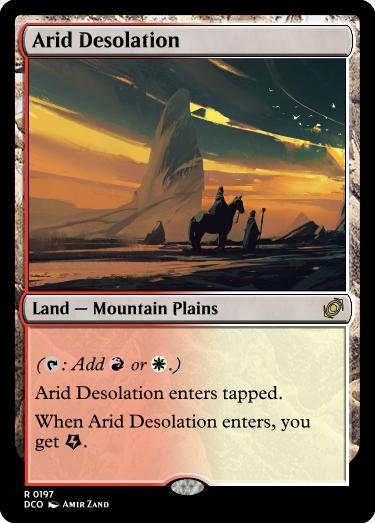 Arid Desolation
Land — Mountain Plains
(: Add or .)
Arid Desolation enters tapped.
When Arid Desolation enters, you
get .
R 0197
DCO Amir Zand